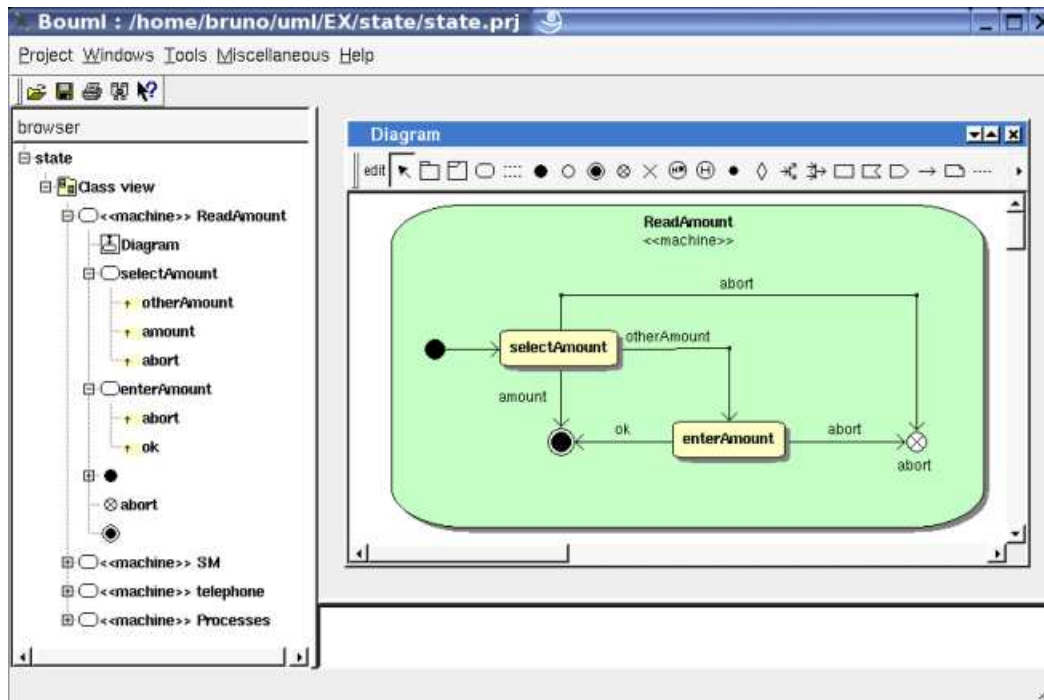 Bouml : /home/bruno/uml/EX/state/state.prj
Project Windows Tools Miscellaneous Help
browser
state
Class view
<<machine>> ReadAmount
Diagram
selectAmount
otherAmount
amount
abort
enterAmount
abort
ok
abort
<<machine>> SM
<<machine>> telephone
<<machine>> Processes
Diagram
edit
ReadAmount
<<machine>>
abort
selectAmount
otherAmount
amount
ok
enterAmount
abort
abort